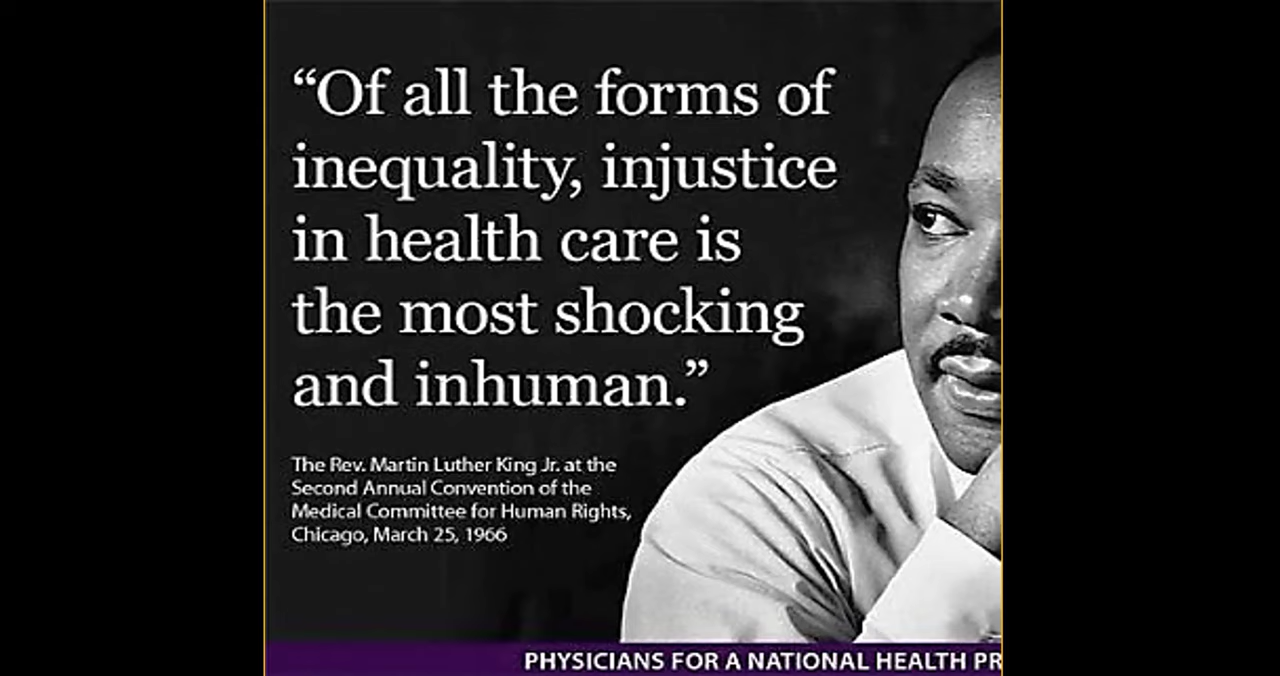 “Of all the forms of
inequality, injustice
in health care is
the most shocking
and inhuman.”
The Rev. Martin Luther King Jr. at the
Second Annual Convention of the
Medical Committee for Human Rights,
Chicago, March 25, 1966
PHYSICIANS FOR A NATIONAL HEALTH PR